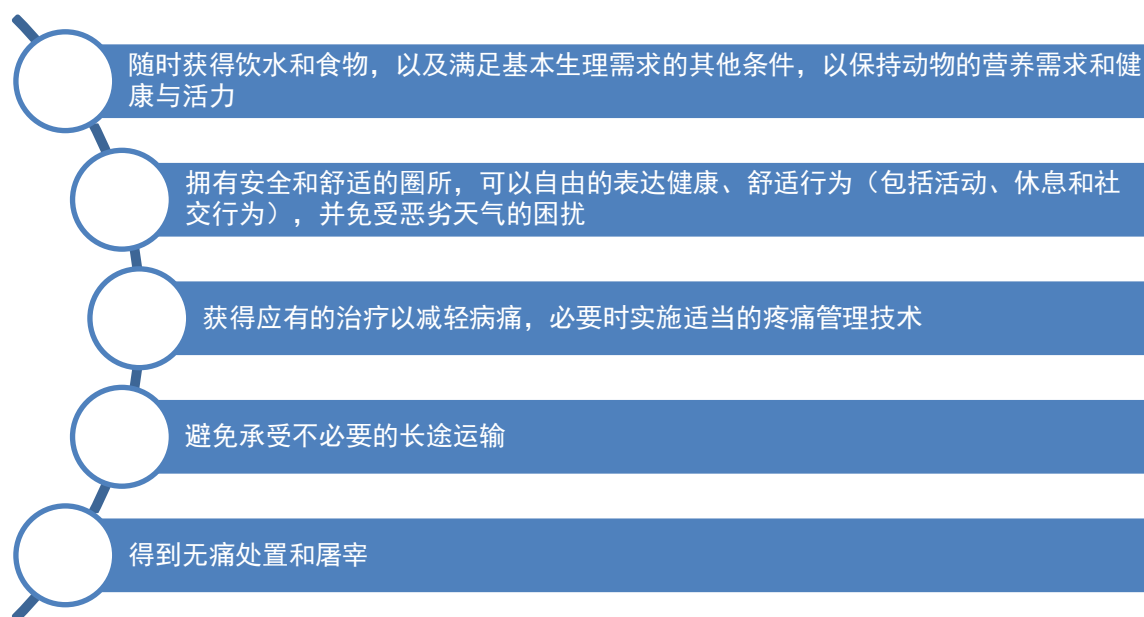 随时获得饮水和食物，以及满足基本生理需求的其他条件，以保持动物的营养需求和健
康与活力
拥有安全和舒适的圈所，可以自由的表达健康、舒适行为（包括活动、休息和社
交行为），并免受恶劣天气的困扰
获得应有的治疗以减轻病痛，必要时实施适当的疼痛管理技术
避免承受不必要的长途运输
得到无痛处置和屠宰